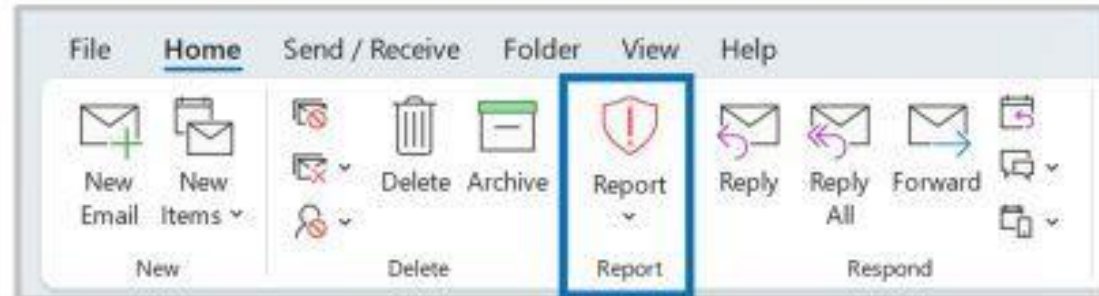 File Home Send / Receive Folder View Help
New Email
New Items
Delete
Archive
Report
Reply
Reply All
Forward
New Delete Report Respond